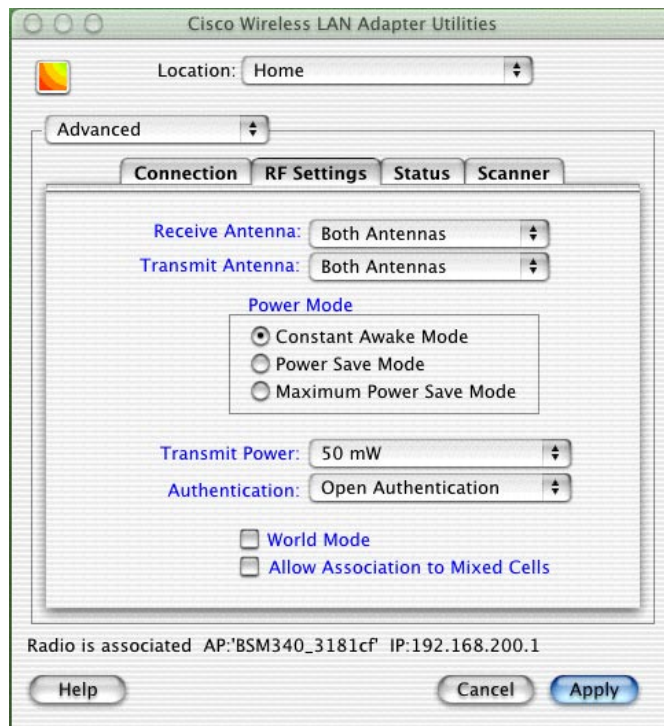 Cisco Wireless LAN Adapter Utilities
Location: Home
Advanced
Connection RF Settings Status Scanner
Receive Antenna: Both Antennas
Transmit Antenna: Both Antennas
Power Mode
Constant Awake Mode
Power Save Mode
Maximum Power Save Mode
Transmit Power: 50 mW
Authentication: Open Authentication
World Mode
Allow Association to Mixed Cells
Radio is associated AP:'BSM340_3181cf' IP:192.168.200.1
Help Cancel Apply